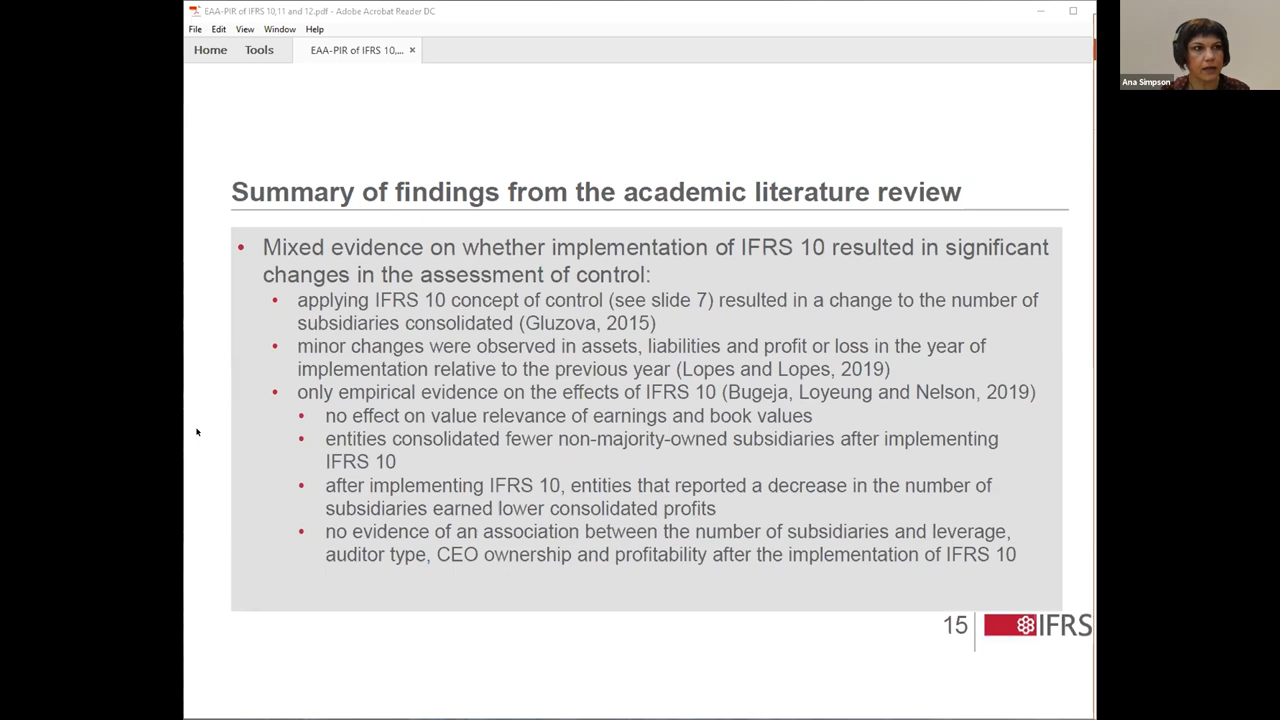 EAA-PIR of IFRS 10,11 and 12.pdf - Adobe Acrobat Reader DC
File Edit View Window Help
Home Tools EAA-PIR of IFRS 10,... ×
Ana Simpson
Summary of findings from the academic literature review
• Mixed evidence on whether implementation of IFRS 10 resulted in significant
changes in the assessment of control:
• applying IFRS 10 concept of control (see slide 7) resulted in a change to the number of
subsidiaries consolidated (Gluzova, 2015)
• minor changes were observed in assets, liabilities and profit or loss in the year of
implementation relative to the previous year (Lopes and Lopes, 2019)
• only empirical evidence on the effects of IFRS 10 (Bugeja, Loyeung and Nelson, 2019)
• no effect on value relevance of earnings and book values
• entities consolidated fewer non-majority-owned subsidiaries after implementing
IFRS 10
• after implementing IFRS 10, entities that reported a decrease in the number of
subsidiaries earned lower consolidated profits
• no evidence of an association between the number of subsidiaries and leverage,
auditor type, CEO ownership and profitability after the implementation of IFRS 10
15 IFRS